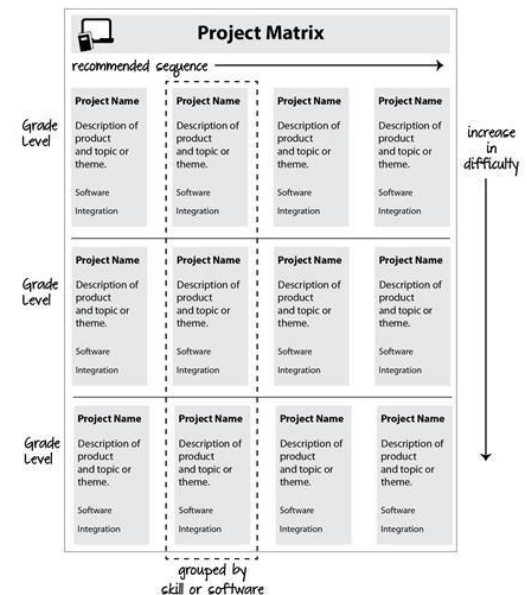 Project Matrix
recommended sequence
Grade
Level
Project Name
Description of
product
and topic or
theme.
Software
Integration
Project Name
Description of
product
and topic or
theme.
Software
Integration
Project Name
Description of
product
and topic or
theme.
Software
Integration
Project Name
Description of
product
and topic or
theme.
Software
Integration
increase
in
difficulty
Grade
Level
Project Name
Description of
product
and topic or
theme.
Software
Integration
Project Name
Description of
product
and topic or
theme.
Software
Integration
Project Name
Description of
product
and topic or
theme.
Software
Integration
Project Name
Description of
product
and topic or
theme.
Software
Integration
Grade
Level
Project Name
Description of
product
and topic or
theme.
Software
Integration
Project Name
Description of
product
and topic or
theme.
Software
Integration
Project Name
Description of
product
and topic or
theme.
Software
Integration
Project Name
Description of
product
and topic or
theme.
Software
Integration
grouped by
skill or software